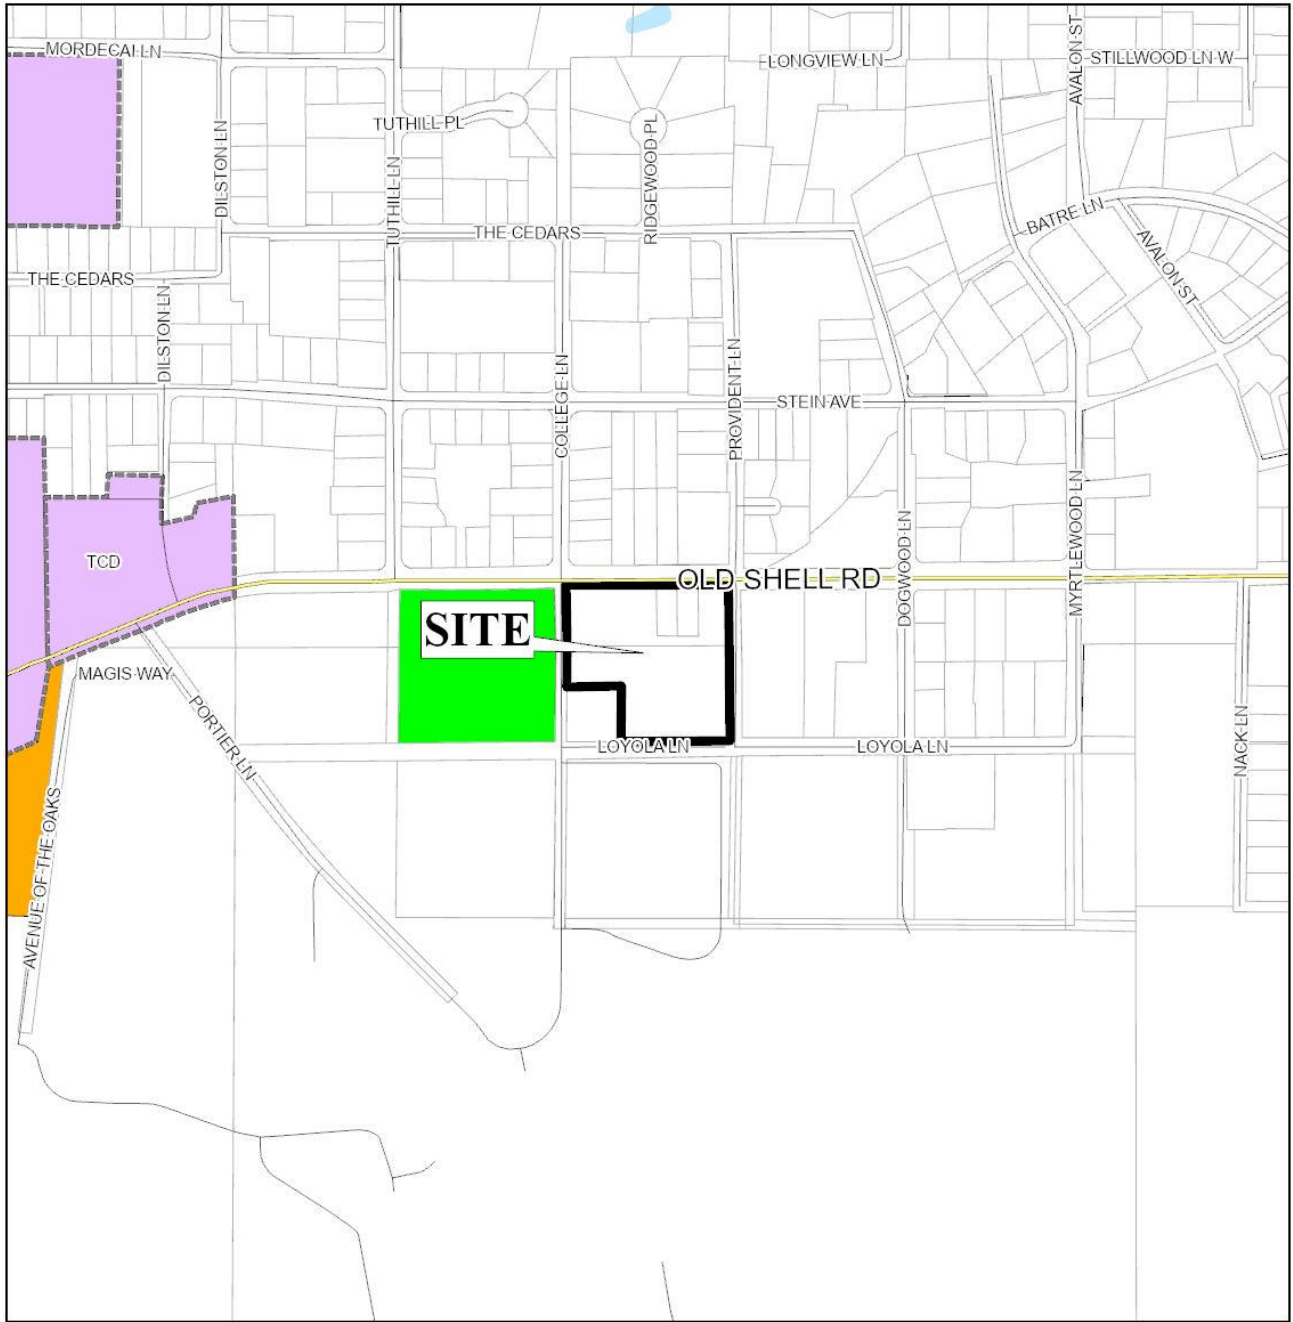 MORDECAI LN
LONGVIEW LN
AVALON ST
STILLWOOD LN W
TUTHILL PL
RIDGEWOOD PL
DILSTON LN
TUTHILL LN
THE CEDARS
BATRE LN
AVALON ST
THE CEDARS
DILSTON LN
COLLEGE LN
PROVIDENT LN
STEIN AVE
TCD
OLD SHELL RD
DOGWOOD LN
MYRTLEWOOD LN
SITE
MAGIS WAY
PORTIER LN
LOYOLA LN
LOYOLA LN
NACK LN
AVENUE OF THE OAKS